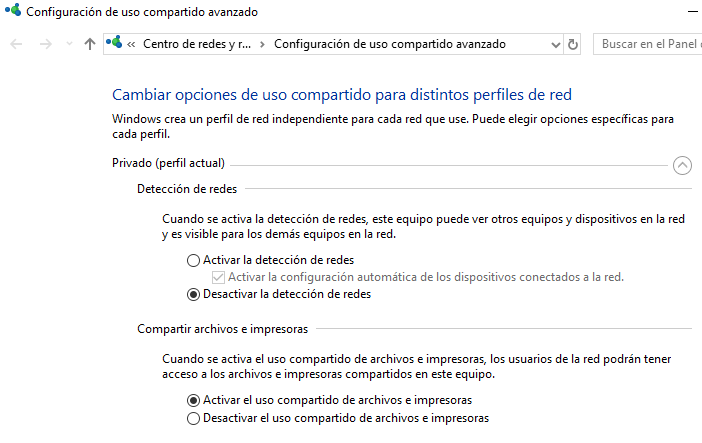 Configuración de uso compartido avanzado
Centro de redes y r... Configuración de uso compartido avanzado
Buscar en el Panel
Cambiar opciones de uso compartido para distintos perfiles de red
Windows crea un perfil de red independiente para cada red que use. Puede elegir opciones específicas para
cada perfil.
Privado (perfil actual)
Detección de redes
Cuando se activa la detección de redes, este equipo puede ver otros equipos y dispositivos en la red
y es visible para los demás equipos en la red.
Activar la detección de redes
Activar la configuración automática de los dispositivos conectados a la red.
Desactivar la detección de redes
Compartir archivos e impresoras
Cuando se activa el uso compartido de archivos e impresoras, los usuarios de la red podrán tener
acceso a los archivos e impresoras compartidos en este equipo.
Activar el uso compartido de archivos e impresoras
Desactivar el uso compartido de archivos e impresoras